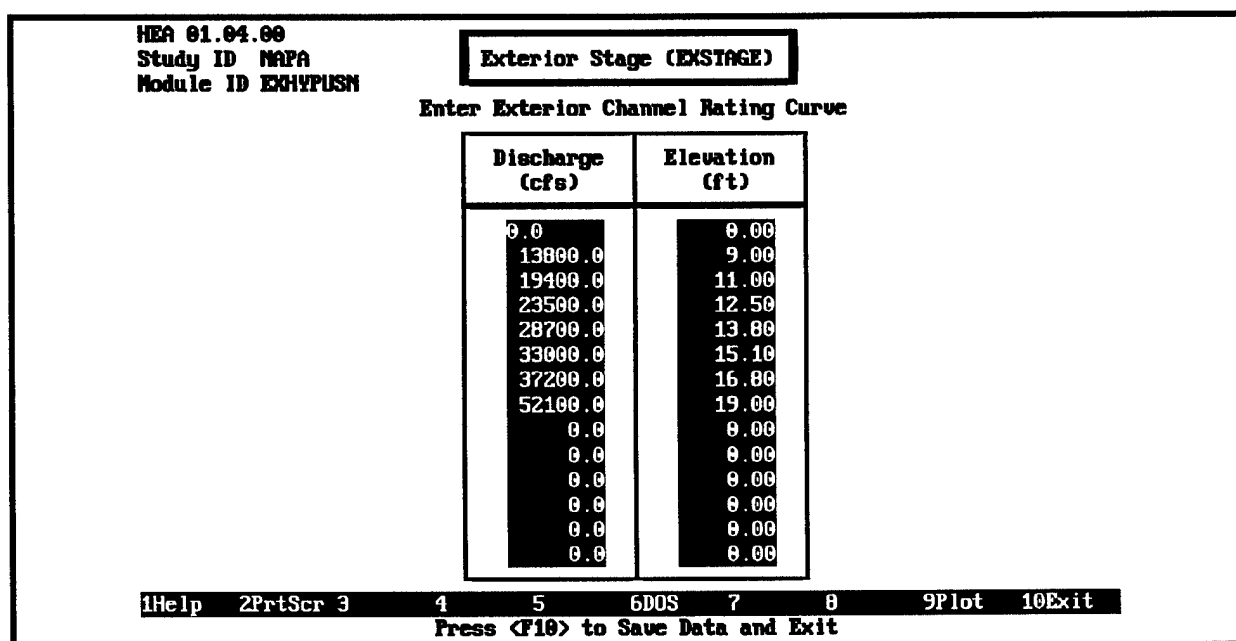 HEA 01.04.00
Study ID NAPA
Module ID EXHYPUSN
Exterior Stage (EXSTAGE)
Enter Exterior Channel Rating Curve
Discharge Elevation
(cfs) (ft)
0.0 0.00
13800.0 9.00
19400.0 11.00
23500.0 12.50
28700.0 13.80
33000.0 15.10
37200.0 16.80
52100.0 19.00
0.0 0.00
0.0 0.00
0.0 0.00
0.0 0.00
0.0 0.00
0.0 0.00
1Help 2PrtScr 3 4 5 6DOS 7 8 9Plot 10Exit
Press <F10> to Save Data and Exit